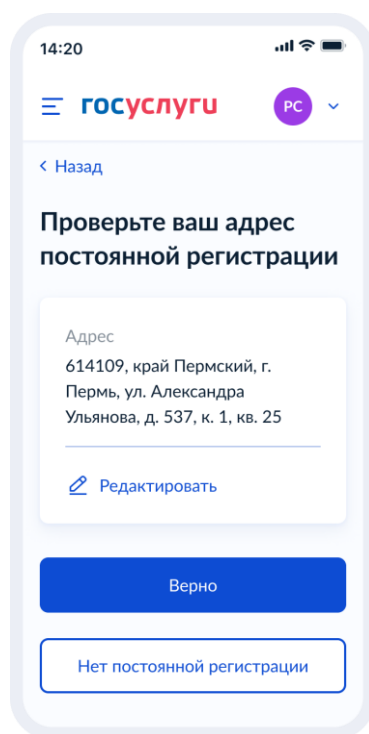 14:20
госуслуги
РС
Назад
Проверьте ваш адрес
постоянной регистрации
Адрес
614109, край Пермский, г.
Пермь, ул. Александра
Ульянова, д. 537, к. 1, кв. 25
Редактировать
Верно
Нет постоянной регистрации